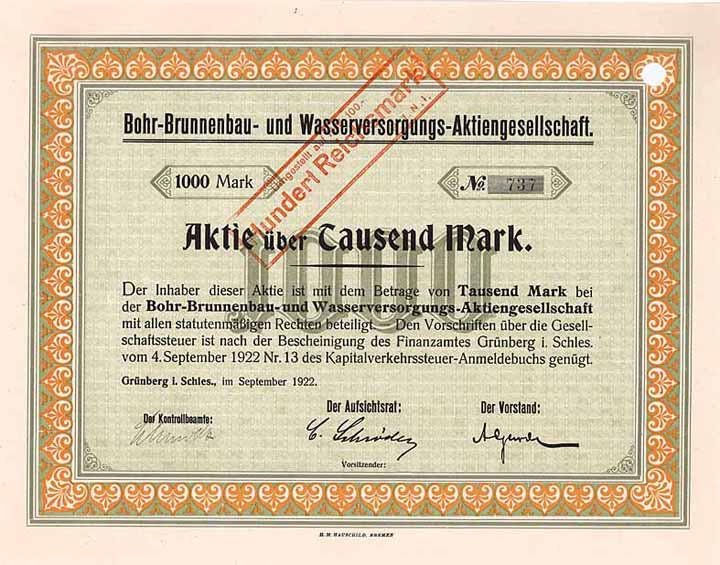 Bohr-Brunnenbau- und Wasserversorgungs-Aktiengesellschaft.
1000 Mark
No. 737
Hundert Reichsmark
Aktie über Tausend Mark.
1000
Der Inhaber dieser Aktie ist mit dem Betrage von Tausend Mark bei
der Bohr-Brunnenbau- und Wasserversorgungs-Aktiengesellschaft
mit allen statutenmäßigen Rechten beteiligt. Den Vorschriften über die Gesell-
schaftssteuer ist nach der Bescheinigung des Finanzamtes Grünberg i. Schles.
vom 4. September 1922 Nr. 13 des Kapitalverkehrssteuer-Anmeldebuchs genügt.
Grünberg i. Schles., im September 1922.
Der Kontrollbeamte:
Der Aufsichtsrat:
Der Vorstand:
C. Schröder
Vorsitzender:
H. M. HAUSCHILD, BREMEN